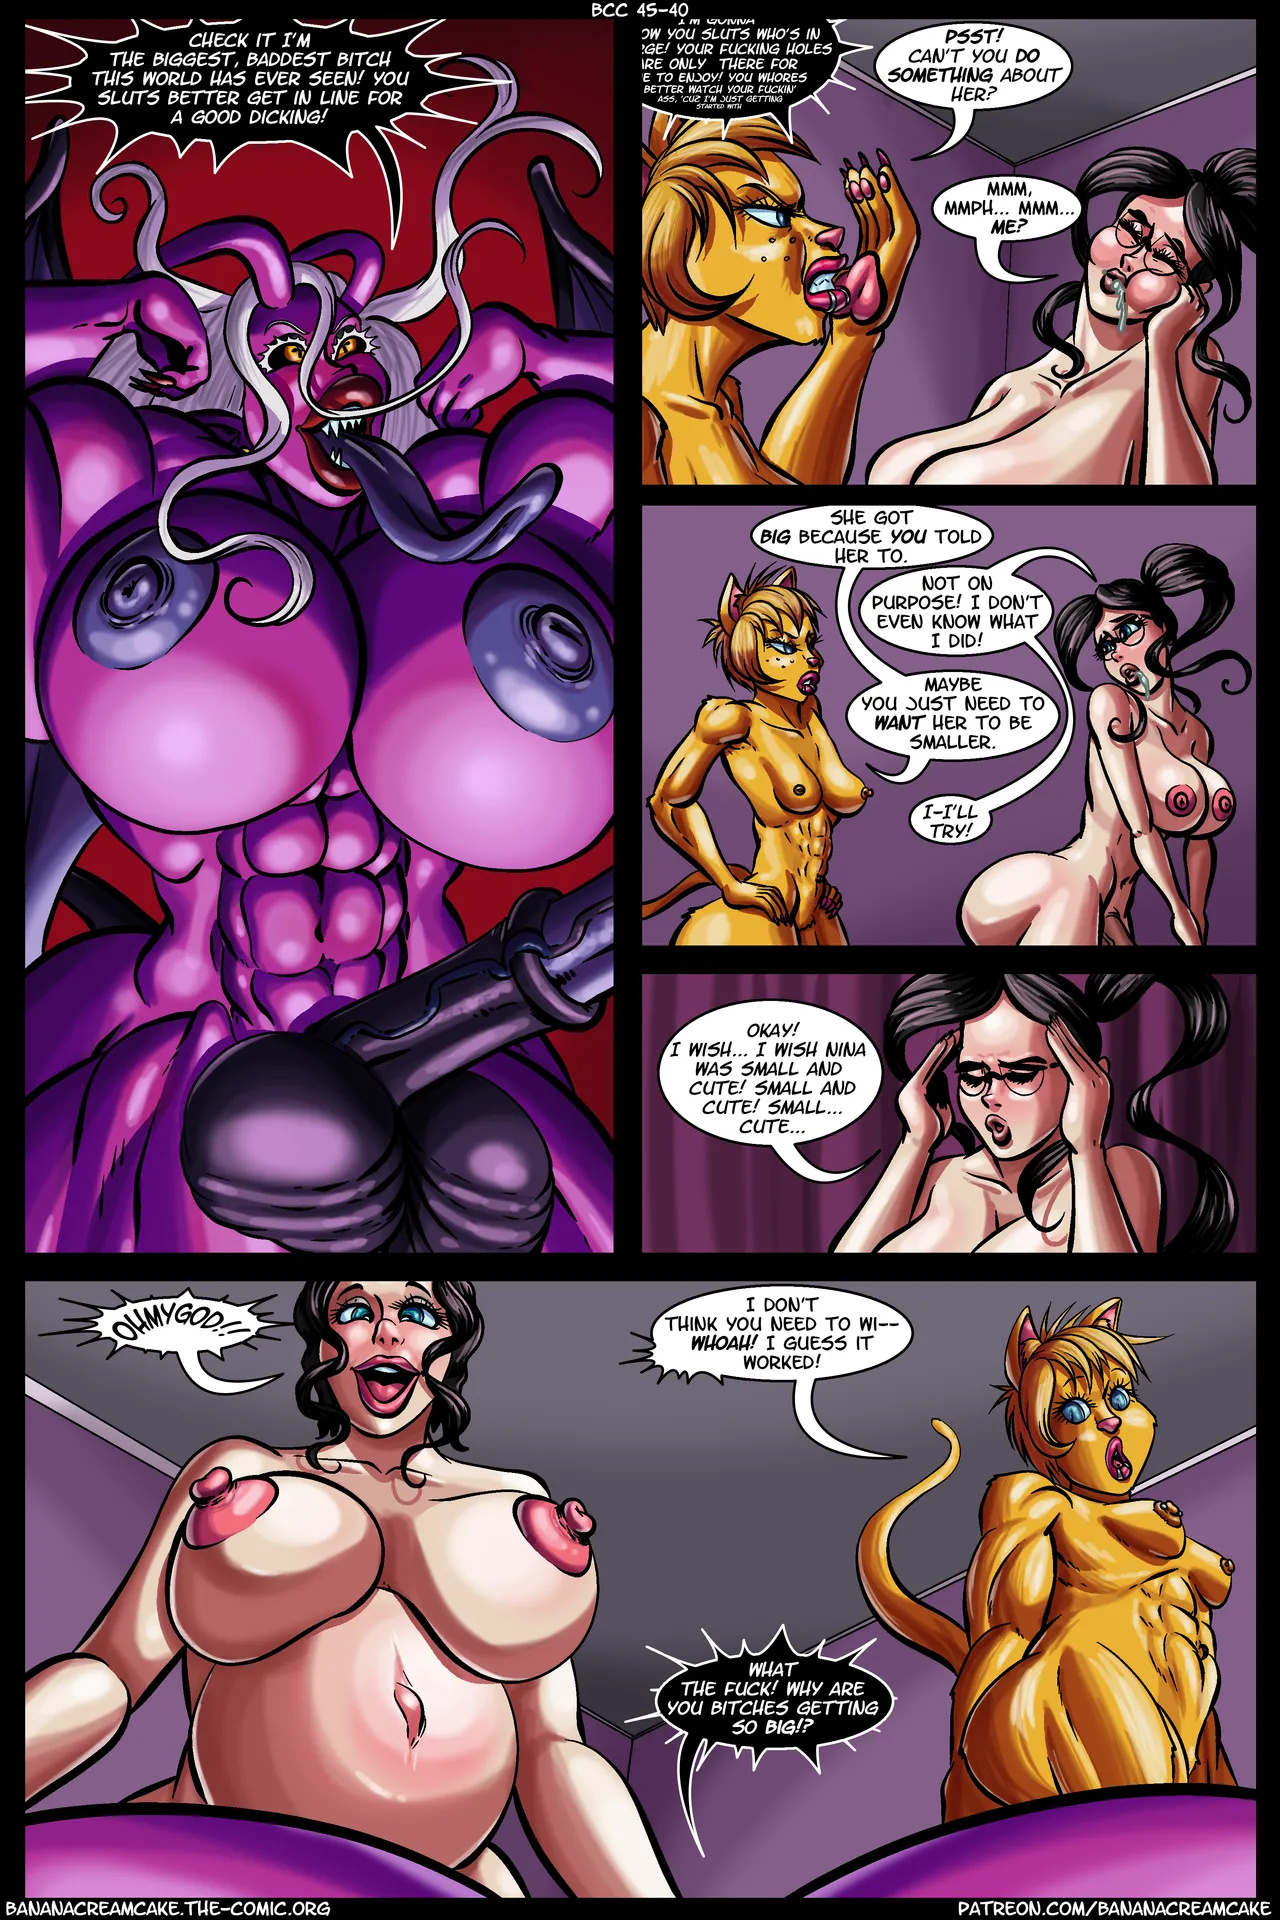 BCC 45-40
CHECK IT I'M
THE BIGGEST, BADDEST BITCH
THIS WORLD HAS EVER SEEN! YOU
SLUTS BETTER GET IN LINE FOR
A GOOD DICKING!
I'M GONNA
OW YOU SLUTS WHO'S IN
RGE! YOUR FUCKING HOLES
ARE ONLY THERE FOR
E TO ENJOY! YOU WHORES
BETTER WATCH YOUR FUCKIN'
ASS, 'CUZ I'M JUST GETTING
STARTED WITH
PSST!
CAN'T YOU DO
SOMETHING ABOUT
HER?
MMM,
MMPH... MMM...
ME?
SHE GOT
BIG BECAUSE YOU TOLD
HER TO.
NOT ON
PURPOSE! I DON'T
EVEN KNOW WHAT
I DID!
MAYBE
YOU JUST NEED TO
WANT HER TO BE
SMALLER.
I-I'LL
TRY!
OKAY!
I WISH... I WISH NINA
WAS SMALL AND
CUTE! SMALL AND
CUTE! SMALL...
CUTE...
OHMYGOD!!!
I DON'T
THINK YOU NEED TO WI--
WHOAH! I GUESS IT
WORKED!
WHAT
THE FUCK! WHY ARE
YOU BITCHES GETTING
SO BIG!?
BANANACREAMCAKE.THE-COMIC.ORG
PATREON.COM/BANANACREAMCAKE